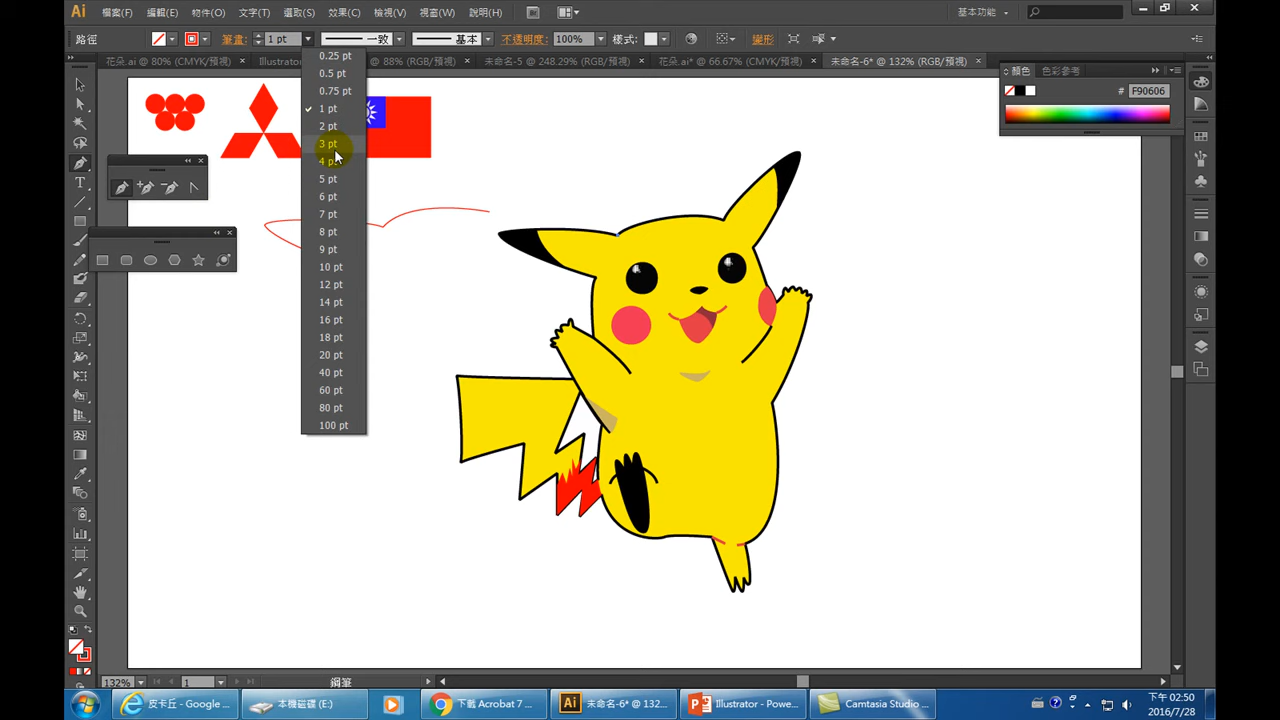 Ai 檔案(F) 編輯(E) 物件(O) 文字(T) 選取(S) 效果(C) 檢視(V) 視窗(W) 說明(H) Br 基本功能
路徑 筆畫: 1 pt 一致 基本 不透明度: 100% 樣式: 變形
花朵.ai @ 80% (CMYK/預視) × Illustrator @ 88% (RGB/預視) × 未命名-5 @ 248.29% (RGB/預視) × 花朵.ai* @ 66.67% (CMYK/預視) × 未命名-6* @ 132% (RGB/預視) ×
0.25 pt
0.5 pt
0.75 pt
1 pt
2 pt
3 pt
4 pt
5 pt
6 pt
7 pt
8 pt
9 pt
10 pt
12 pt
14 pt
16 pt
18 pt
20 pt
40 pt
60 pt
80 pt
100 pt
顏色 色彩參考
# F90606
132% 1 鋼筆
皮卡丘 - Google ... 本機磁碟 (E:) 下載 Acrobat 7 ... 未命名-6* @ 132... Illustrator - Powe... Camtasia Studio ...
下午 02:50
2016/7/28